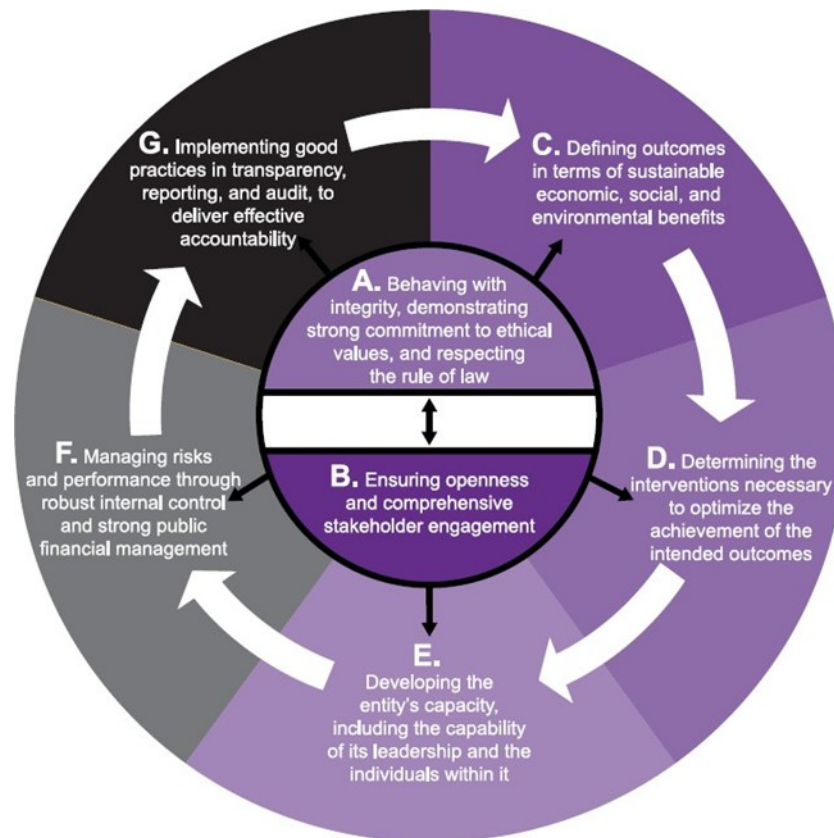 G. Implementing good
practices in transparency,
reporting, and audit, to
deliver effective
accountability
C. Defining outcomes
in terms of sustainable
economic, social, and
environmental benefits
A. Behaving with
integrity, demonstrating
strong commitment to ethical
values, and respecting
the rule of law
B. Ensuring openness
and comprehensive
stakeholder engagement
D. Determining the
interventions necessary
to optimize the
achievement of the
intended outcomes
E.
Developing the
entity's capacity,
including the capability
of its leadership and the
individuals within it
F. Managing risks
and performance through
robust internal control
and strong public
financial management